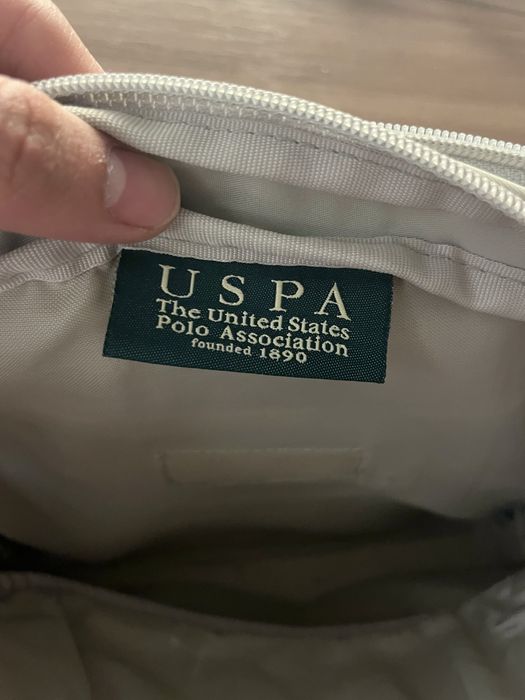 USPA
The United States
Polo Association
founded 1890